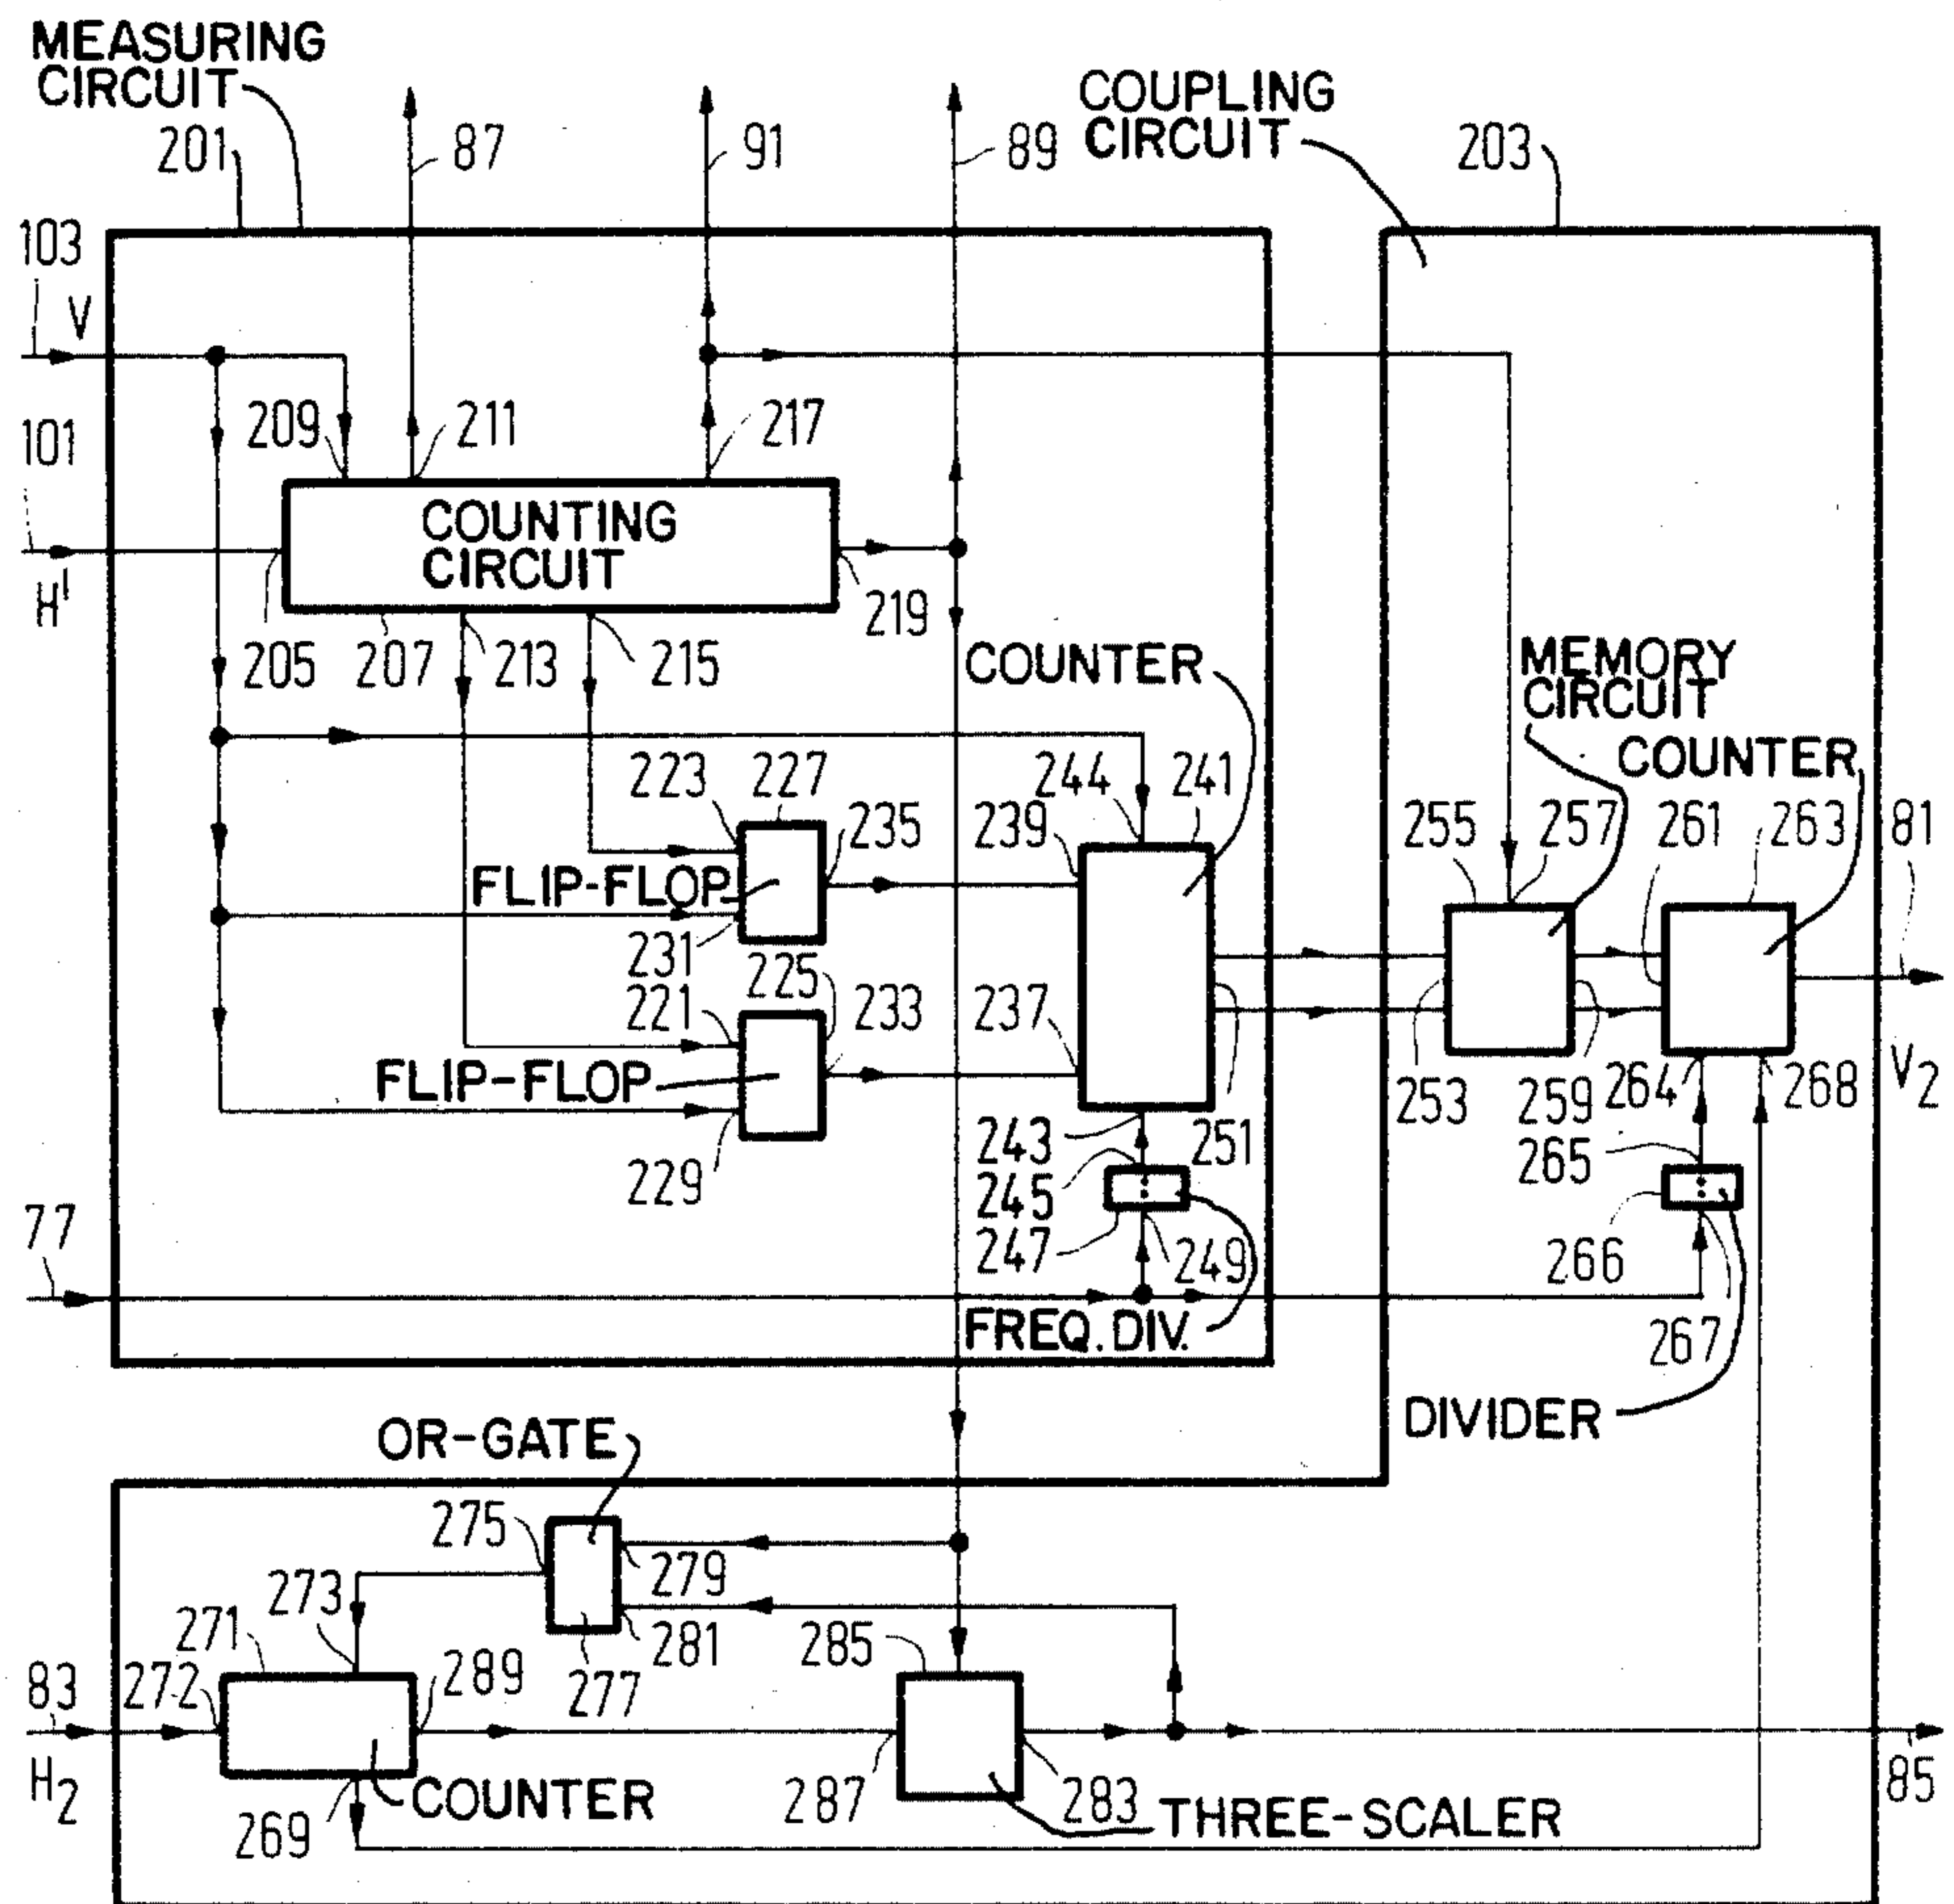 MEASURING
CIRCUIT
201
87
91
89
COUPLING
CIRCUIT
203
103
V
101
H'
209
211
217
COUNTING
CIRCUIT
205
207
213
215
219
COUNTER
MEMORY
CIRCUIT
COUNTER
223
227
235
244
241
239
255
257
261
263
81
FLIP-FLOP
231
225
221
233
237
FLIP-FLOP
229
243
251
245
247
249
253
259
264
268
V2
265
266
267
77
FREQ. DIV.
DIVIDER
OR-GATE
275
279
273
271
281
285
277
83
272
289
H2
269
COUNTER
287
283
THREE-SCALER
85